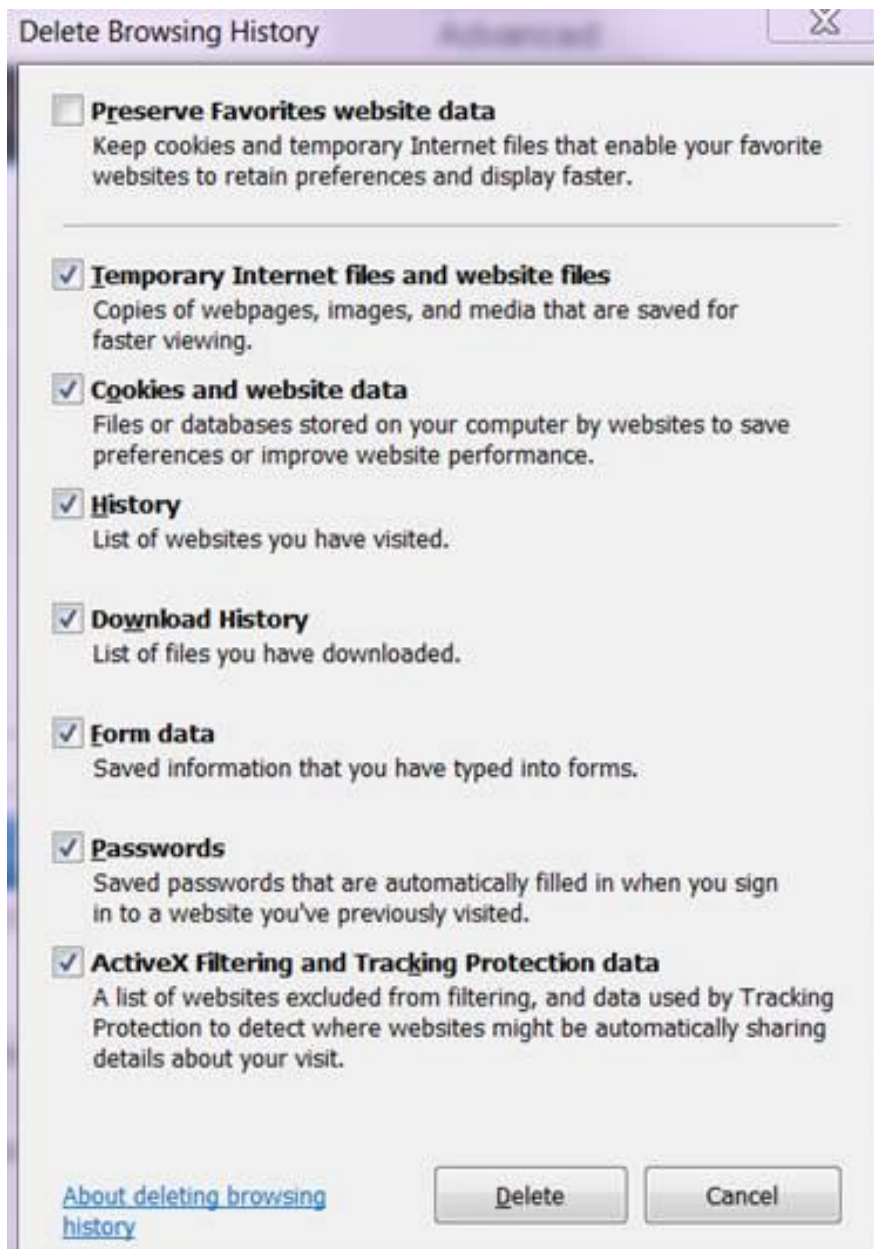 Delete Browsing History
Advanced
Preserve Favorites website data
Keep cookies and temporary Internet files that enable your favorite
websites to retain preferences and display faster.
Temporary Internet files and website files
Copies of webpages, images, and media that are saved for
faster viewing.
Cookies and website data
Files or databases stored on your computer by websites to save
preferences or improve website performance.
History
List of websites you have visited.
Download History
List of files you have downloaded.
Form data
Saved information that you have typed into forms.
Passwords
Saved passwords that are automatically filled in when you sign
in to a website you've previously visited.
ActiveX Filtering and Tracking Protection data
A list of websites excluded from filtering, and data used by Tracking
Protection to detect where websites might be automatically sharing
details about your visit.
About deleting browsing
history
Delete
Cancel